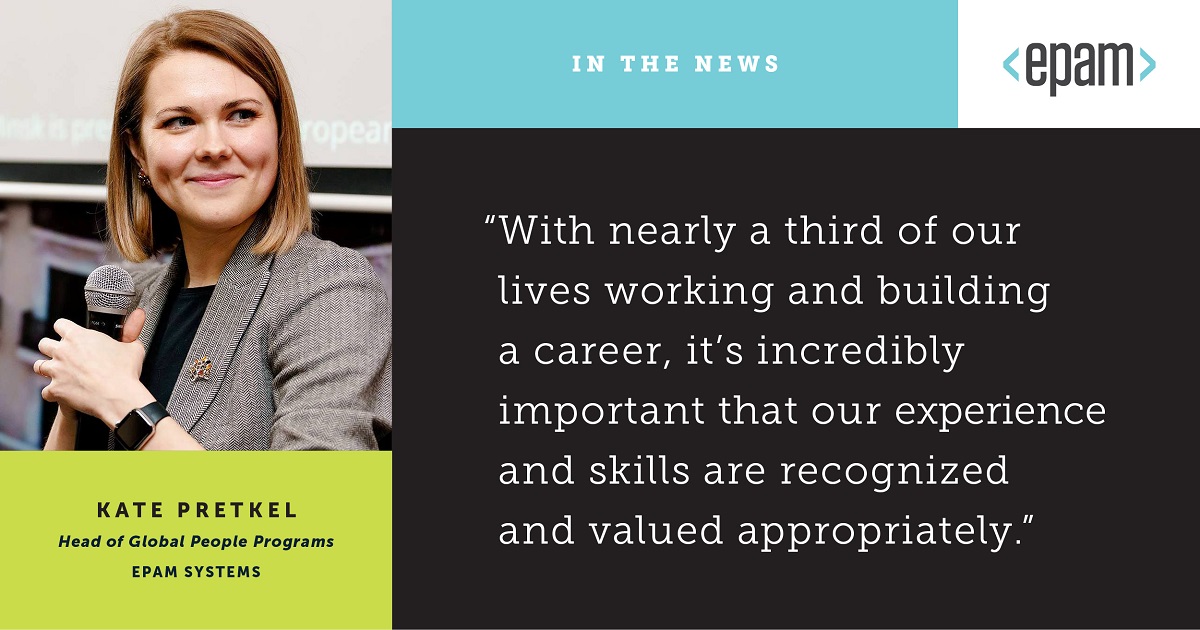 IN THE NEWS
<epam>
"With nearly a third of our
lives working and building
a career, it's incredibly
important that our experience
and skills are recognized
and valued appropriately."
KATE PRETKEL
Head of Global People Programs
EPAM SYSTEMS